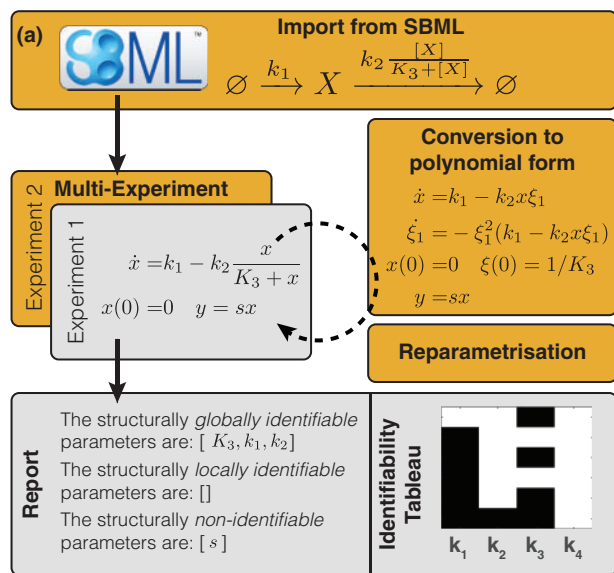 (a)
SBML™
Import from SBML
∅ k₁→ X k₂ [X]/(K₃+[X])→ ∅
Experiment 2
Multi-Experiment
Experiment 1
ẋ =k₁ − k₂ x/(K₃ + x)
x(0) =0 y = sx
Conversion to
polynomial form
ẋ =k₁ − k₂xξ₁
ξ̇₁ = − ξ₁²(k₁ − k₂xξ₁)
x(0) =0 ξ(0) = 1/K₃
y =sx
Reparametrisation
Report
The structurally globally identifiable
parameters are: [ K₃, k₁, k₂]
The structurally locally identifiable
parameters are: []
The structurally non-identifiable
parameters are: [ s ]
Identifiability
Tableau
k₁ k₂ k₃ k₄